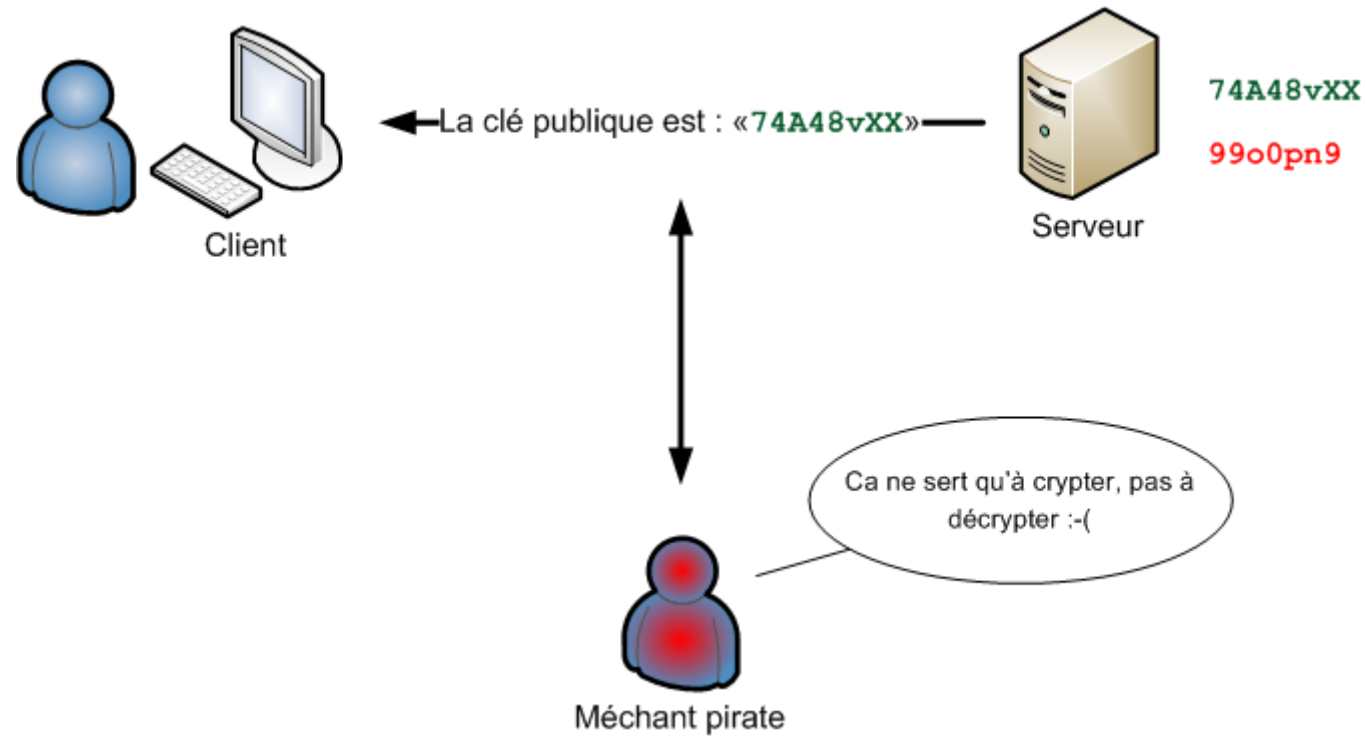 La clé publique est : «74A48vXX»
74A48vXX
99o0pn9
Client
Serveur
Ca ne sert qu'à crypter, pas à
décrypter :-(
Méchant pirate